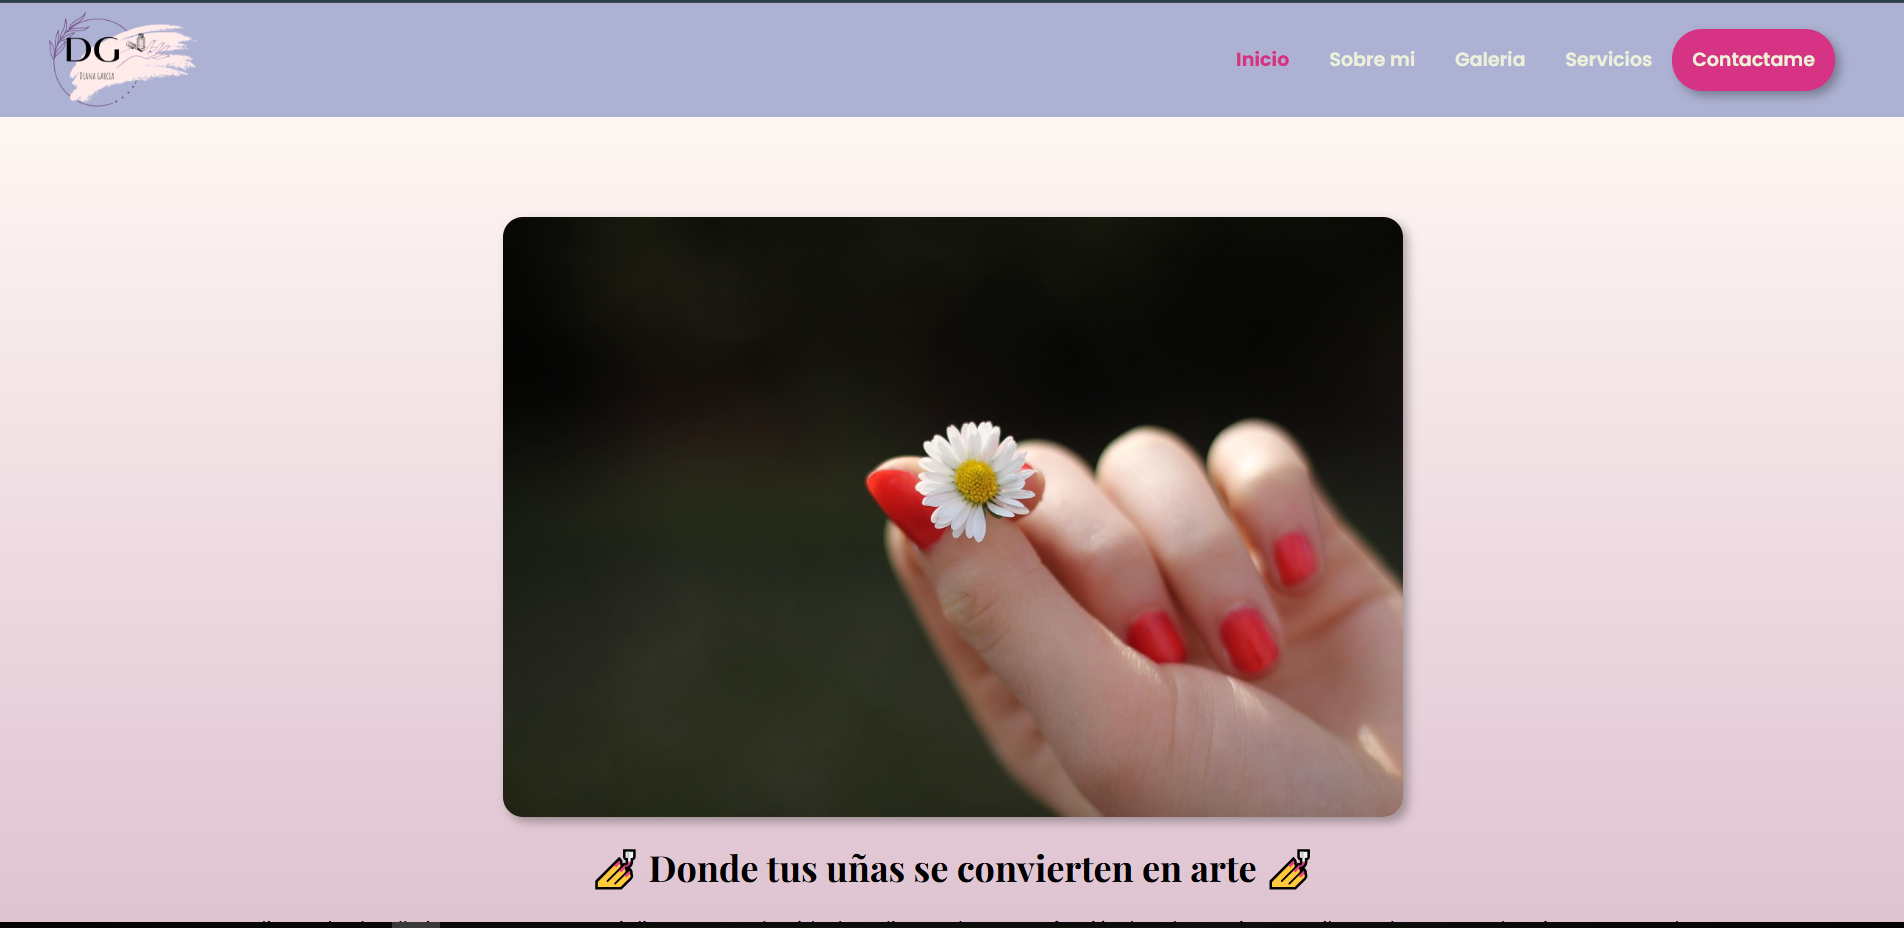 DG
Diana Garcia
Inicio Sobre mi Galeria Servicios Contactame
Donde tus uñas se convierten en arte